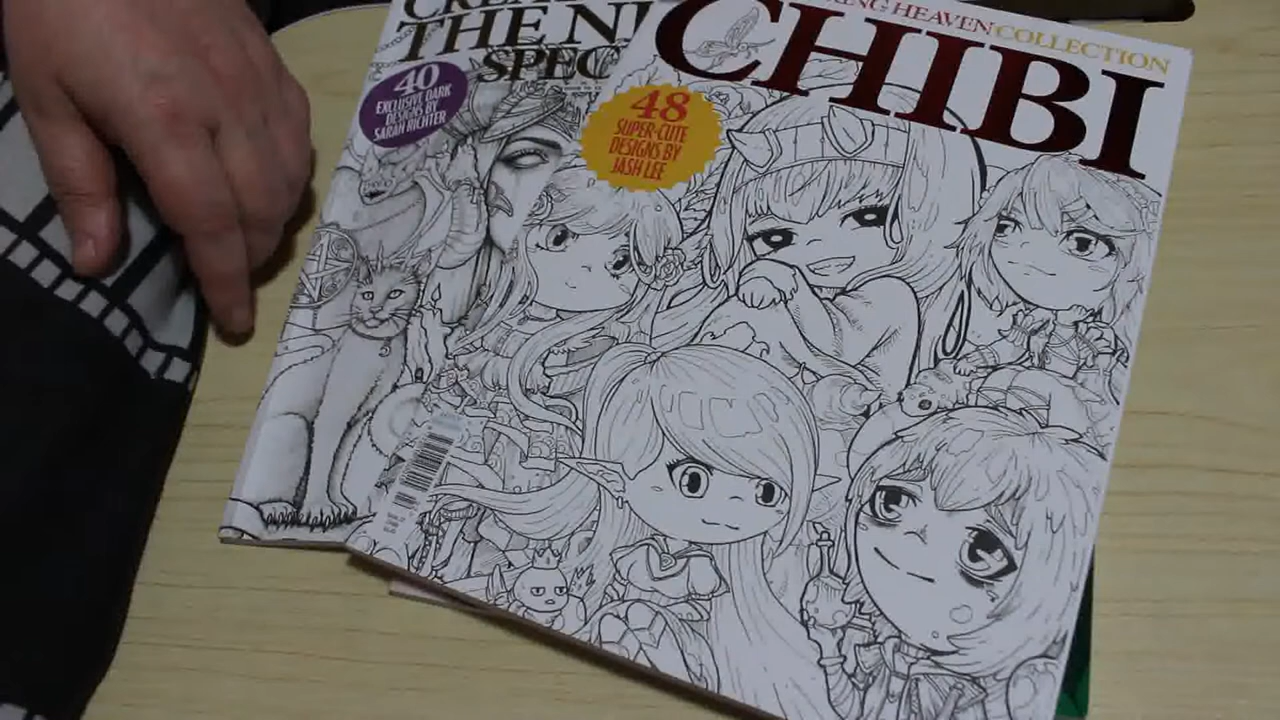 THE NI
SPEC
40
EXCLUSIVE DARK
DESIGNS BY
SARAH RICHTER
HEAVEN COLLECTION
CHIBI
48
SUPER-CUTE
DESIGNS BY
JASH LEE